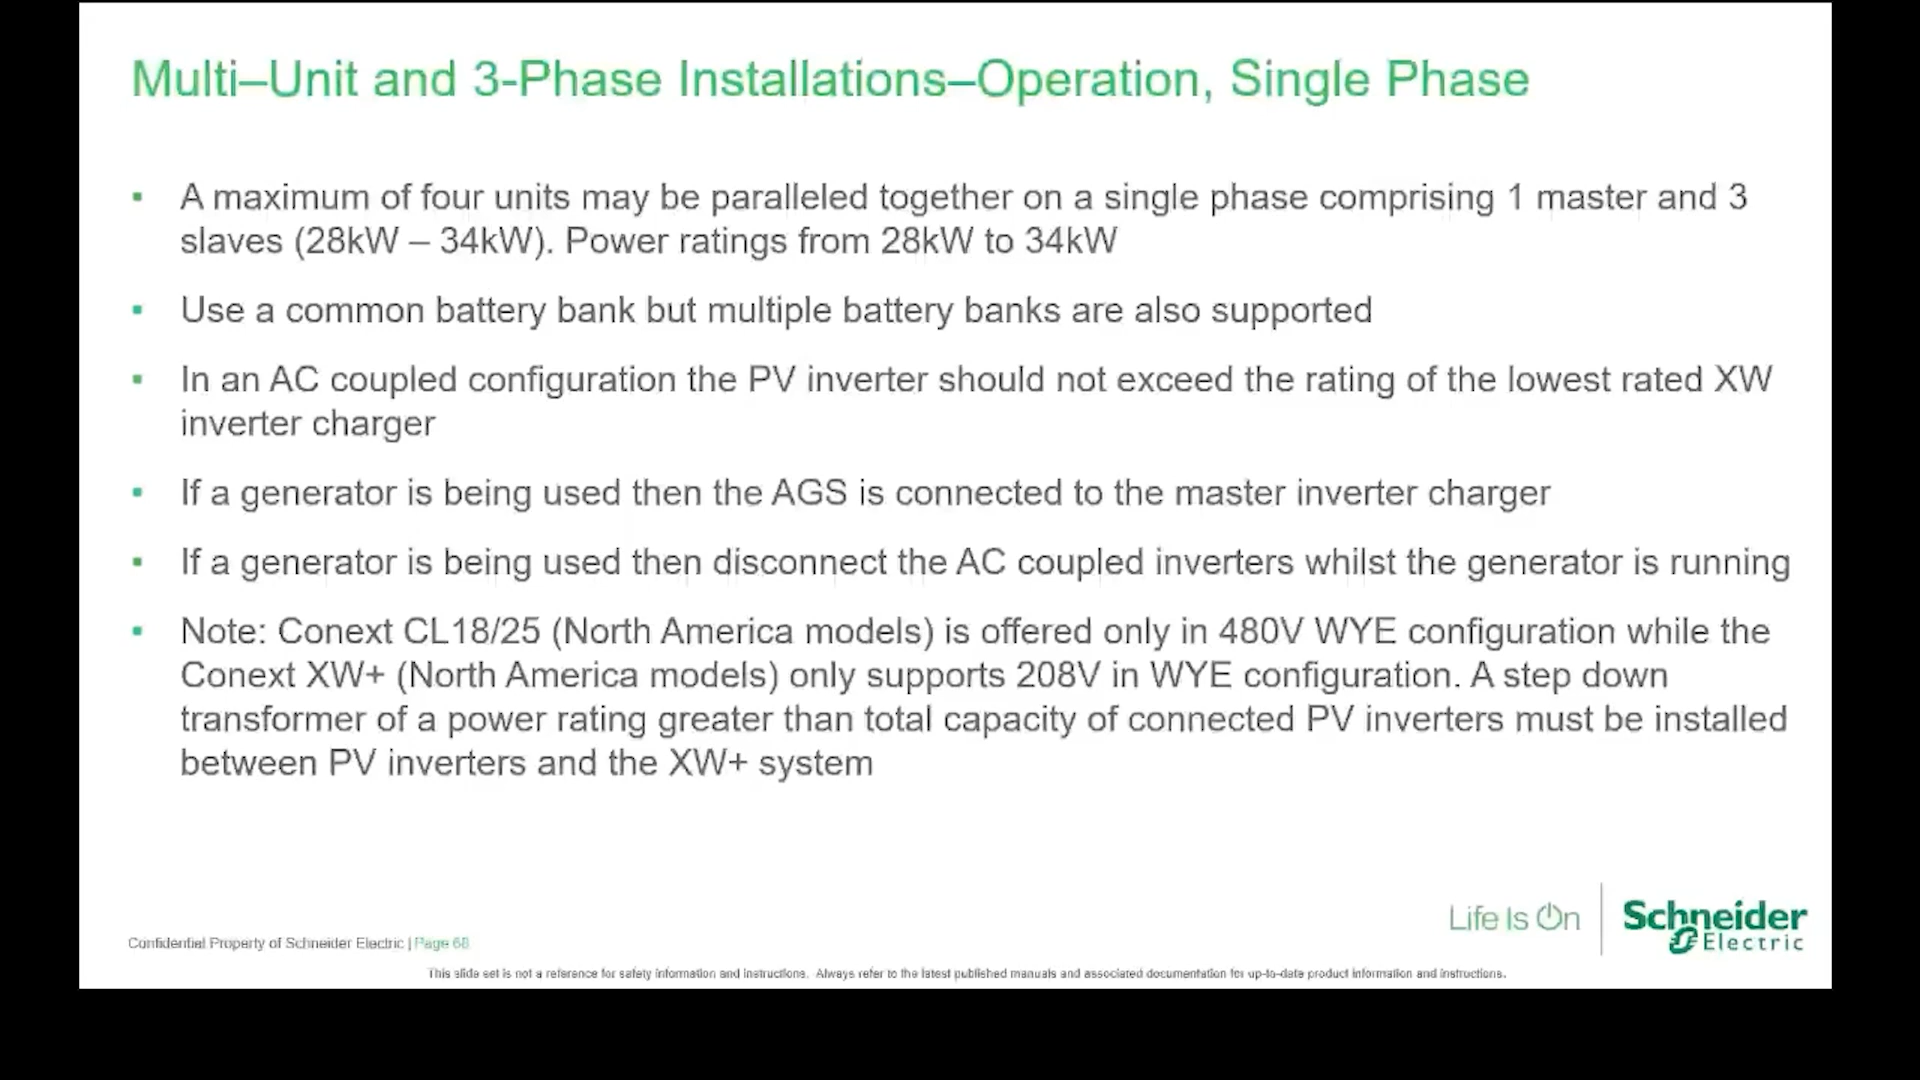 Multi–Unit and 3-Phase Installations–Operation, Single Phase
▪ A maximum of four units may be paralleled together on a single phase comprising 1 master and 3
slaves (28kW – 34kW). Power ratings from 28kW to 34kW
▪ Use a common battery bank but multiple battery banks are also supported
▪ In an AC coupled configuration the PV inverter should not exceed the rating of the lowest rated XW
inverter charger
▪ If a generator is being used then the AGS is connected to the master inverter charger
▪ If a generator is being used then disconnect the AC coupled inverters whilst the generator is running
▪ Note: Conext CL18/25 (North America models) is offered only in 480V WYE configuration while the
Conext XW+ (North America models) only supports 208V in WYE configuration. A step down
transformer of a power rating greater than total capacity of connected PV inverters must be installed
between PV inverters and the XW+ system
Life Is On
Schneider
Electric
Confidential Property of Schneider Electric | Page 68
This slide set is not a reference for safety information and instructions. Always refer to the latest published manuals and associated documentation for up-to-date product information and instructions.